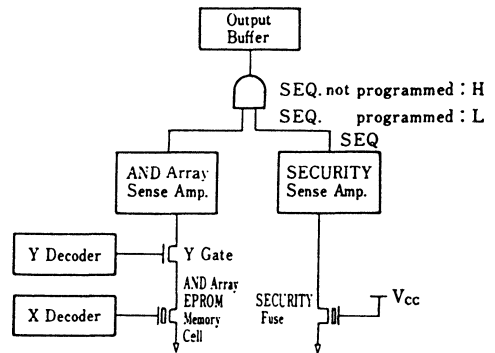 Output
Buffer
SEQ. not programmed : H
SEQ. programmed : L
SEQ
AND Array
Sense Amp.
SECURITY
Sense Amp.
Y Decoder
Y Gate
AND Array
EPROM
Memory
Cell
SECURITY
Fuse
X Decoder
Vcc